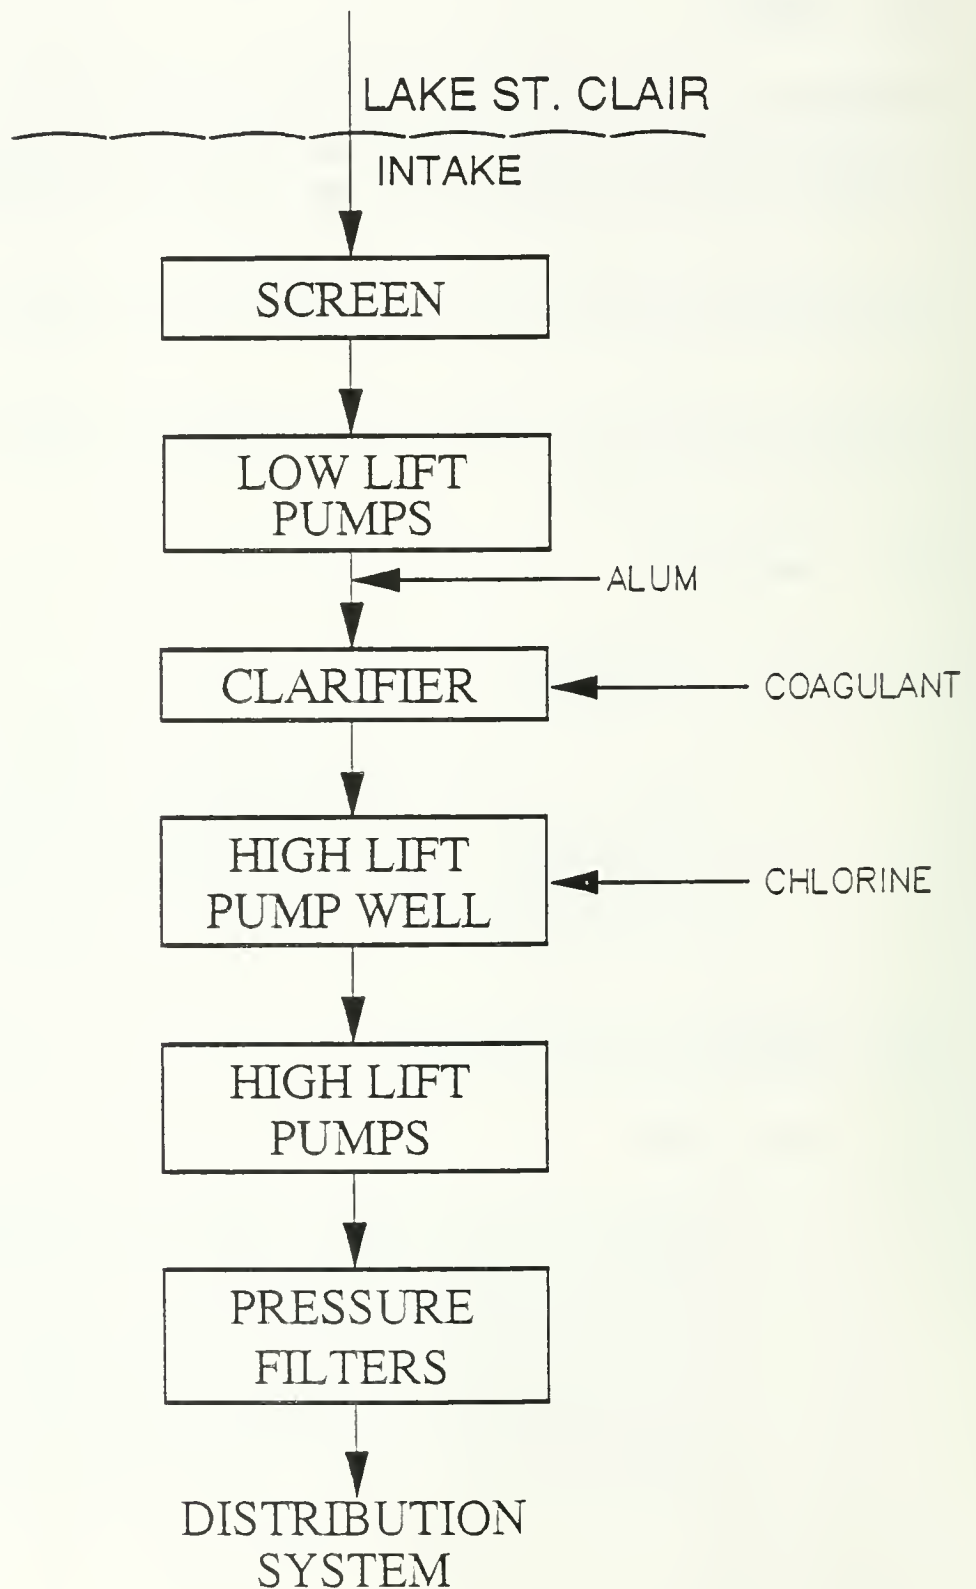 LAKE ST. CLAIR
INTAKE
SCREEN
LOW LIFT
PUMPS
ALUM
CLARIFIER
COAGULANT
HIGH LIFT
PUMP WELL
CHLORINE
HIGH LIFT
PUMPS
PRESSURE
FILTERS
DISTRIBUTION
SYSTEM